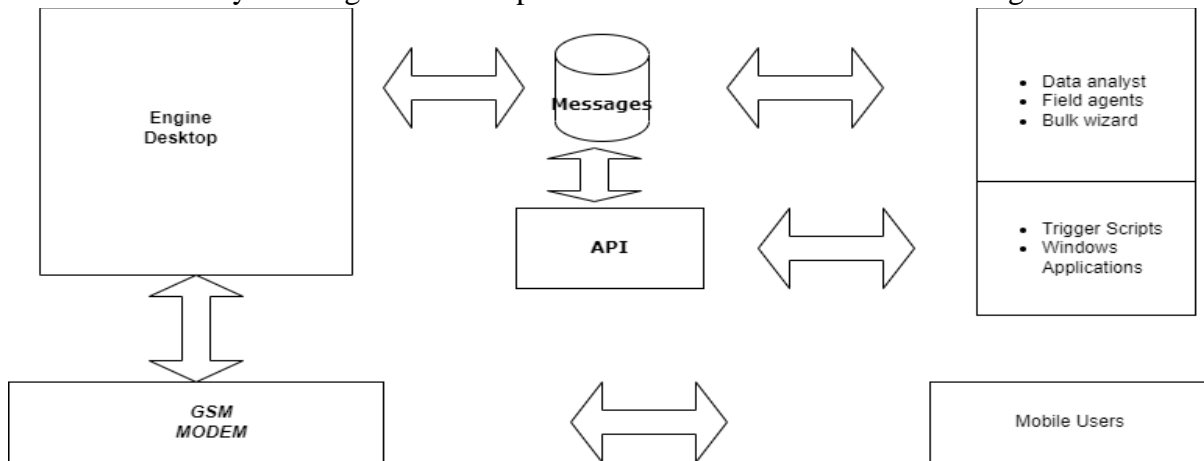 Messages
Engine
Desktop
• Data analyst
• Field agents
• Bulk wizard
API
• Trigger Scripts
• Windows
Applications
GSM
MODEM
Mobile Users